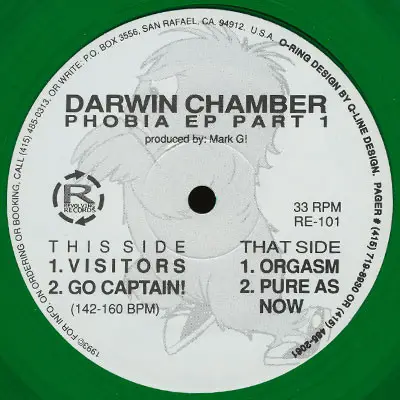 1993© FOR INFO. ON ORDERING OR BOOKING, CALL (415) 485-0313, OR WRITE: P.O. BOX 3556, SAN RAFAEL, CA. 94912. U.S.A. O-RING DESIGN BY O-LINE DESIGN. PAGER # (415) 719-8830 OR (415) 466-2061
DARWIN CHAMBER
PHOBIA EP PART 1
produced by: Mark G!
R
REVOLVER
RECORDS
33 RPM
RE-101
THIS SIDE
1. VISITORS
2. GO CAPTAIN!
(142-160 BPM)
THAT SIDE
1. ORGASM
2. PURE AS
NOW